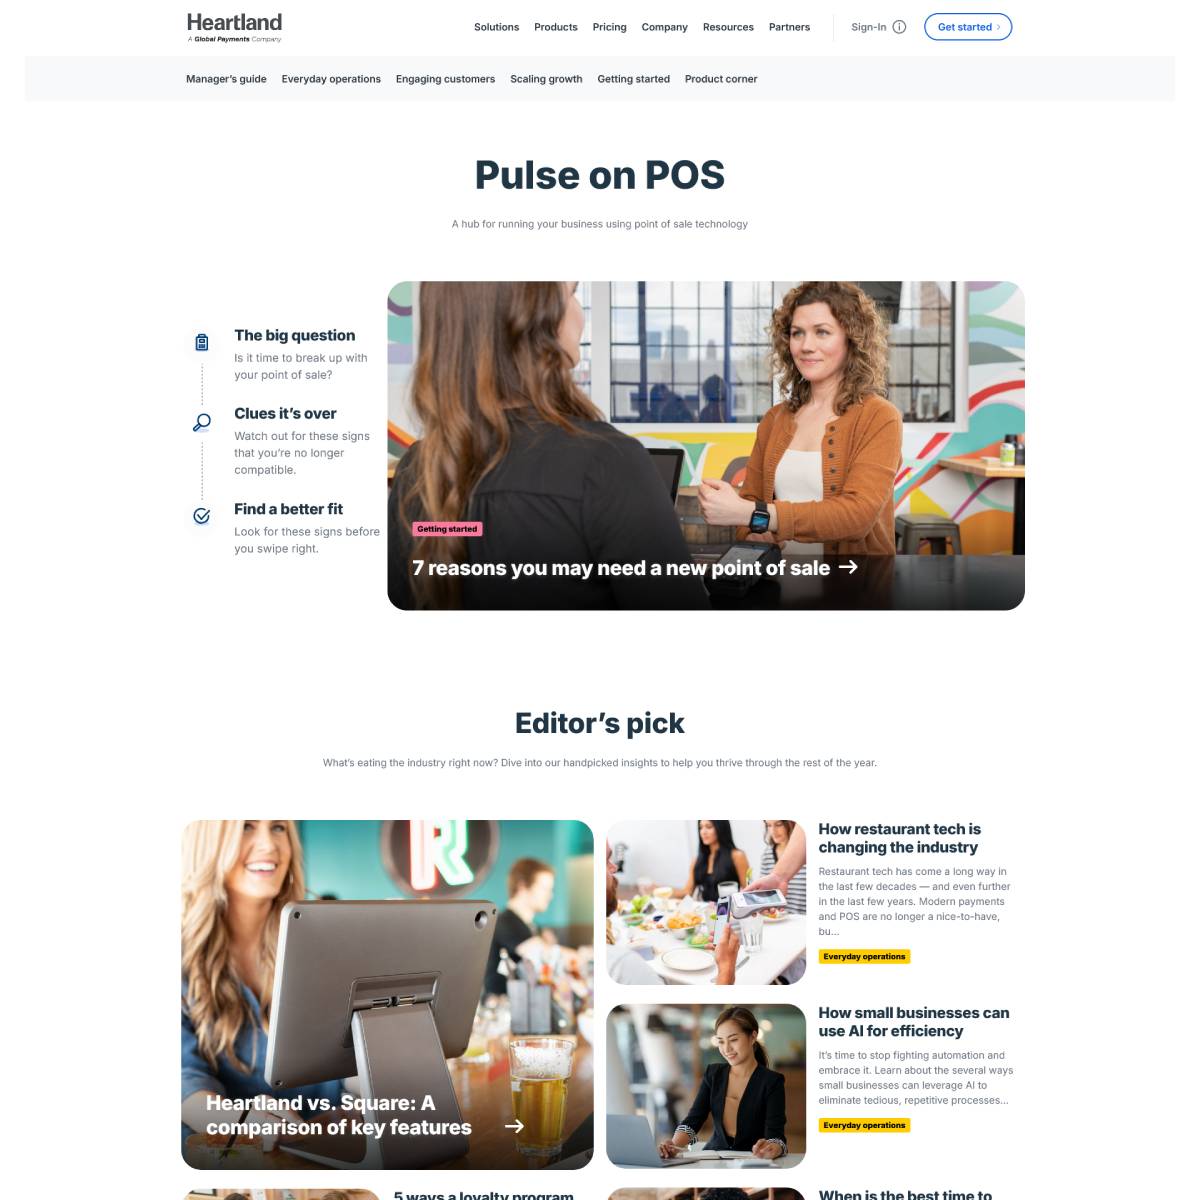 Heartland
A Global Payments Company
Solutions
Products
Pricing
Company
Resources
Partners
Sign-In
Get started
Manager's guide
Everyday operations
Engaging customers
Scaling growth
Getting started
Product corner
Pulse on POS
A hub for running your business using point of sale technology
The big question
Is it time to break up with
your point of sale?
Clues it's over
Watch out for these signs
that you're no longer
compatible.
Find a better fit
Look for these signs before
you swipe right.
Getting started
7 reasons you may need a new point of sale
Editor's pick
What's eating the industry right now? Dive into our handpicked insights to help you thrive through the rest of the year.
R
Heartland vs. Square: A
comparison of key features
How restaurant tech is
changing the industry
Restaurant tech has come a long way in
the last few decades — and even further
in the last few years. Modern payments
and POS are no longer a nice-to-have,
bu...
Everyday operations
How small businesses can
use AI for efficiency
It's time to stop fighting automation and
embrace it. Learn about the several ways
small businesses can leverage AI to
eliminate tedious, repetitive processes...
Everyday operations
5 ways a loyalty program
When is the best time to